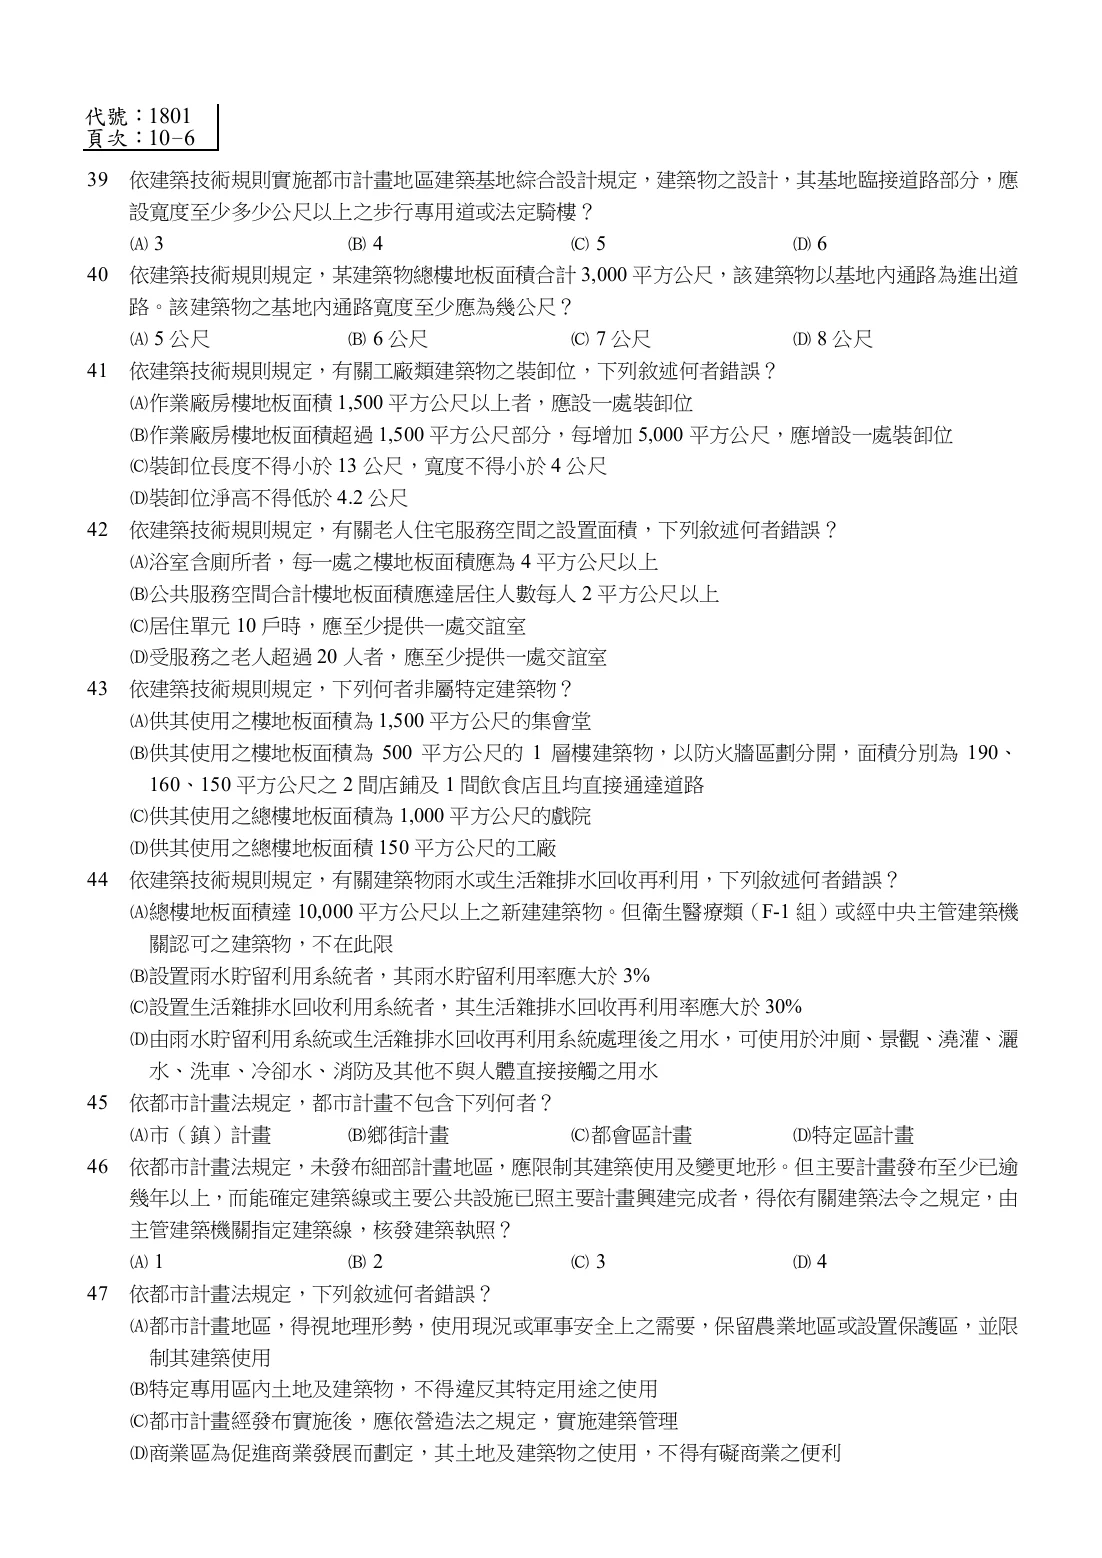 代號：1801
頁次：10-6
39 依建築技術規則實施都市計畫地區建築基地綜合設計規定，建築物之設計，其基地臨接道路部分，應
設寬度至少多少公尺以上之步行專用道或法定騎樓？
(A) 3 (B) 4 (C) 5 (D) 6
40 依建築技術規則規定，某建築物總樓地板面積合計 3,000 平方公尺，該建築物以基地內通路為進出道
路。該建築物之基地內通路寬度至少應為幾公尺？
(A) 5 公尺 (B) 6 公尺 (C) 7 公尺 (D) 8 公尺
41 依建築技術規則規定，有關工廠類建築物之裝卸位，下列敘述何者錯誤？
(A)作業廠房樓地板面積 1,500 平方公尺以上者，應設一處裝卸位
(B)作業廠房樓地板面積超過 1,500 平方公尺部分，每增加 5,000 平方公尺，應增設一處裝卸位
(C)裝卸位長度不得小於 13 公尺，寬度不得小於 4 公尺
(D)裝卸位淨高不得低於 4.2 公尺
42 依建築技術規則規定，有關老人住宅服務空間之設置面積，下列敘述何者錯誤？
(A)浴室含廁所者，每一處之樓地板面積應為 4 平方公尺以上
(B)公共服務空間合計樓地板面積應達居住人數每人 2 平方公尺以上
(C)居住單元 10 戶時，應至少提供一處交誼室
(D)受服務之老人超過 20 人者，應至少提供一處交誼室
43 依建築技術規則規定，下列何者非屬特定建築物？
(A)供其使用之樓地板面積為 1,500 平方公尺的集會堂
(B)供其使用之樓地板面積為 500 平方公尺的 1 層樓建築物，以防火牆區劃分開，面積分別為 190、
160、150 平方公尺之 2 間店鋪及 1 間飲食店且均直接通達道路
(C)供其使用之總樓地板面積為 1,000 平方公尺的戲院
(D)供其使用之總樓地板面積 150 平方公尺的工廠
44 依建築技術規則規定，有關建築物雨水或生活雜排水回收再利用，下列敘述何者錯誤？
(A)總樓地板面積達 10,000 平方公尺以上之新建建築物。但衛生醫療類（F-1 組）或經中央主管建築機
關認可之建築物，不在此限
(B)設置雨水貯留利用系統者，其雨水貯留利用率應大於 3%
(C)設置生活雜排水回收利用系統者，其生活雜排水回收再利用率應大於 30%
(D)由雨水貯留利用系統或生活雜排水回收再利用系統處理後之用水，可使用於沖廁、景觀、澆灌、灑
水、洗車、冷卻水、消防及其他不與人體直接接觸之用水
45 依都市計畫法規定，都市計畫不包含下列何者？
(A)市（鎮）計畫 (B)鄉街計畫 (C)都會區計畫 (D)特定區計畫
46 依都市計畫法規定，未發布細部計畫地區，應限制其建築使用及變更地形。但主要計畫發布至少已逾
幾年以上，而能確定建築線或主要公共設施已照主要計畫興建完成者，得依有關建築法令之規定，由
主管建築機關指定建築線，核發建築執照？
(A) 1 (B) 2 (C) 3 (D) 4
47 依都市計畫法規定，下列敘述何者錯誤？
(A)都市計畫地區，得視地理形勢，使用現況或軍事安全上之需要，保留農業地區或設置保護區，並限
制其建築使用
(B)特定專用區內土地及建築物，不得違反其特定用途之使用
(C)都市計畫經發布實施後，應依營造法之規定，實施建築管理
(D)商業區為促進商業發展而劃定，其土地及建築物之使用，不得有礙商業之便利